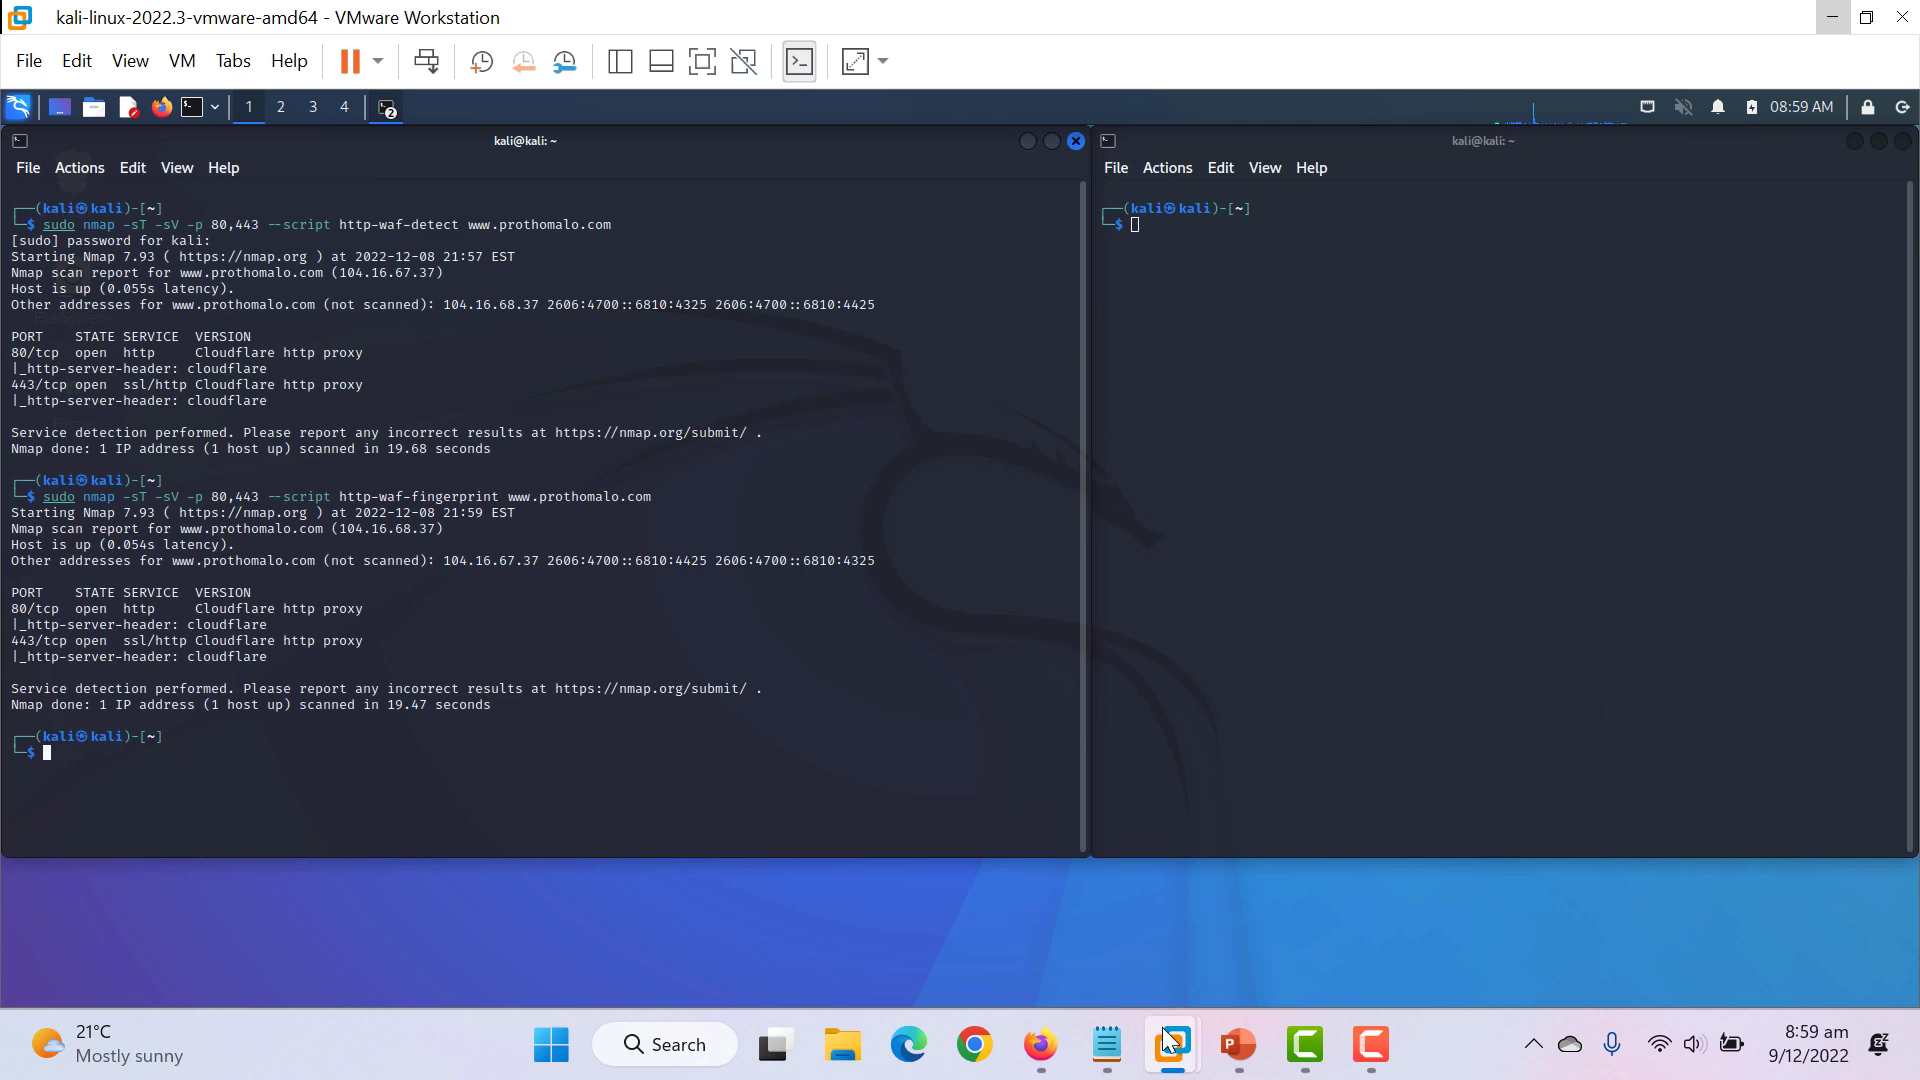 kali-linux-2022.3-vmware-amd64 - VMware Workstation
File Edit View VM Tabs Help
1 2 3 4 2 08:59 AM
kali@kali: ~
File Actions Edit View Help
┌──(kali㉿kali)-[~]
└─$ sudo nmap -sT -sV -p 80,443 --script http-waf-detect www.prothomalo.com
[sudo] password for kali:
Starting Nmap 7.93 ( https://nmap.org ) at 2022-12-08 21:57 EST
Nmap scan report for www.prothomalo.com (104.16.67.37)
Host is up (0.055s latency).
Other addresses for www.prothomalo.com (not scanned): 104.16.68.37 2606:4700::6810:4325 2606:4700::6810:4425
PORT STATE SERVICE VERSION
80/tcp open http Cloudflare http proxy
|_http-server-header: cloudflare
443/tcp open ssl/http Cloudflare http proxy
|_http-server-header: cloudflare
Service detection performed. Please report any incorrect results at https://nmap.org/submit/ .
Nmap done: 1 IP address (1 host up) scanned in 19.68 seconds
┌──(kali㉿kali)-[~]
└─$ sudo nmap -sT -sV -p 80,443 --script http-waf-fingerprint www.prothomalo.com
Starting Nmap 7.93 ( https://nmap.org ) at 2022-12-08 21:59 EST
Nmap scan report for www.prothomalo.com (104.16.68.37)
Host is up (0.054s latency).
Other addresses for www.prothomalo.com (not scanned): 104.16.67.37 2606:4700::6810:4425 2606:4700::6810:4325
PORT STATE SERVICE VERSION
80/tcp open http Cloudflare http proxy
|_http-server-header: cloudflare
443/tcp open ssl/http Cloudflare http proxy
|_http-server-header: cloudflare
Service detection performed. Please report any incorrect results at https://nmap.org/submit/ .
Nmap done: 1 IP address (1 host up) scanned in 19.47 seconds
┌──(kali㉿kali)-[~]
└─$
kali@kali: ~
File Actions Edit View Help
┌──(kali㉿kali)-[~]
└─$
21°C
Mostly sunny
Search
8:59 am
9/12/2022